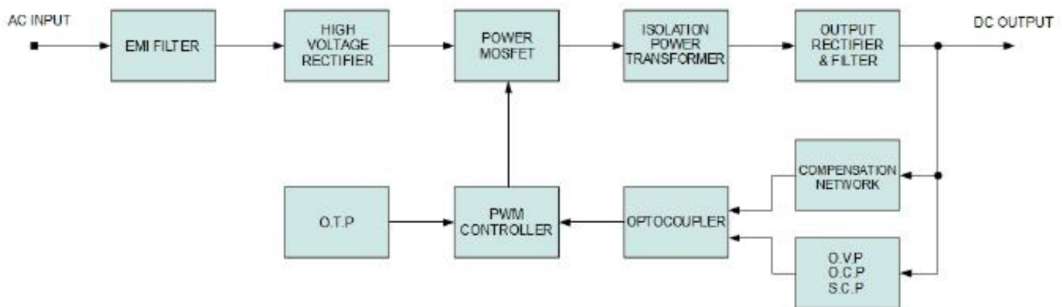 AC INPUT
EMI FILTER
HIGH
VOLTAGE
RECTIFIER
POWER
MOSFET
ISOLATION
POWER
TRANSFORMER
OUTPUT
RECTIFIER
& FILTER
DC OUTPUT
O.T.P
PWM
CONTROLLER
OPTOCOUPLER
COMPENSATION
NETWORK
O.V.P
O.C.P
S.C.P